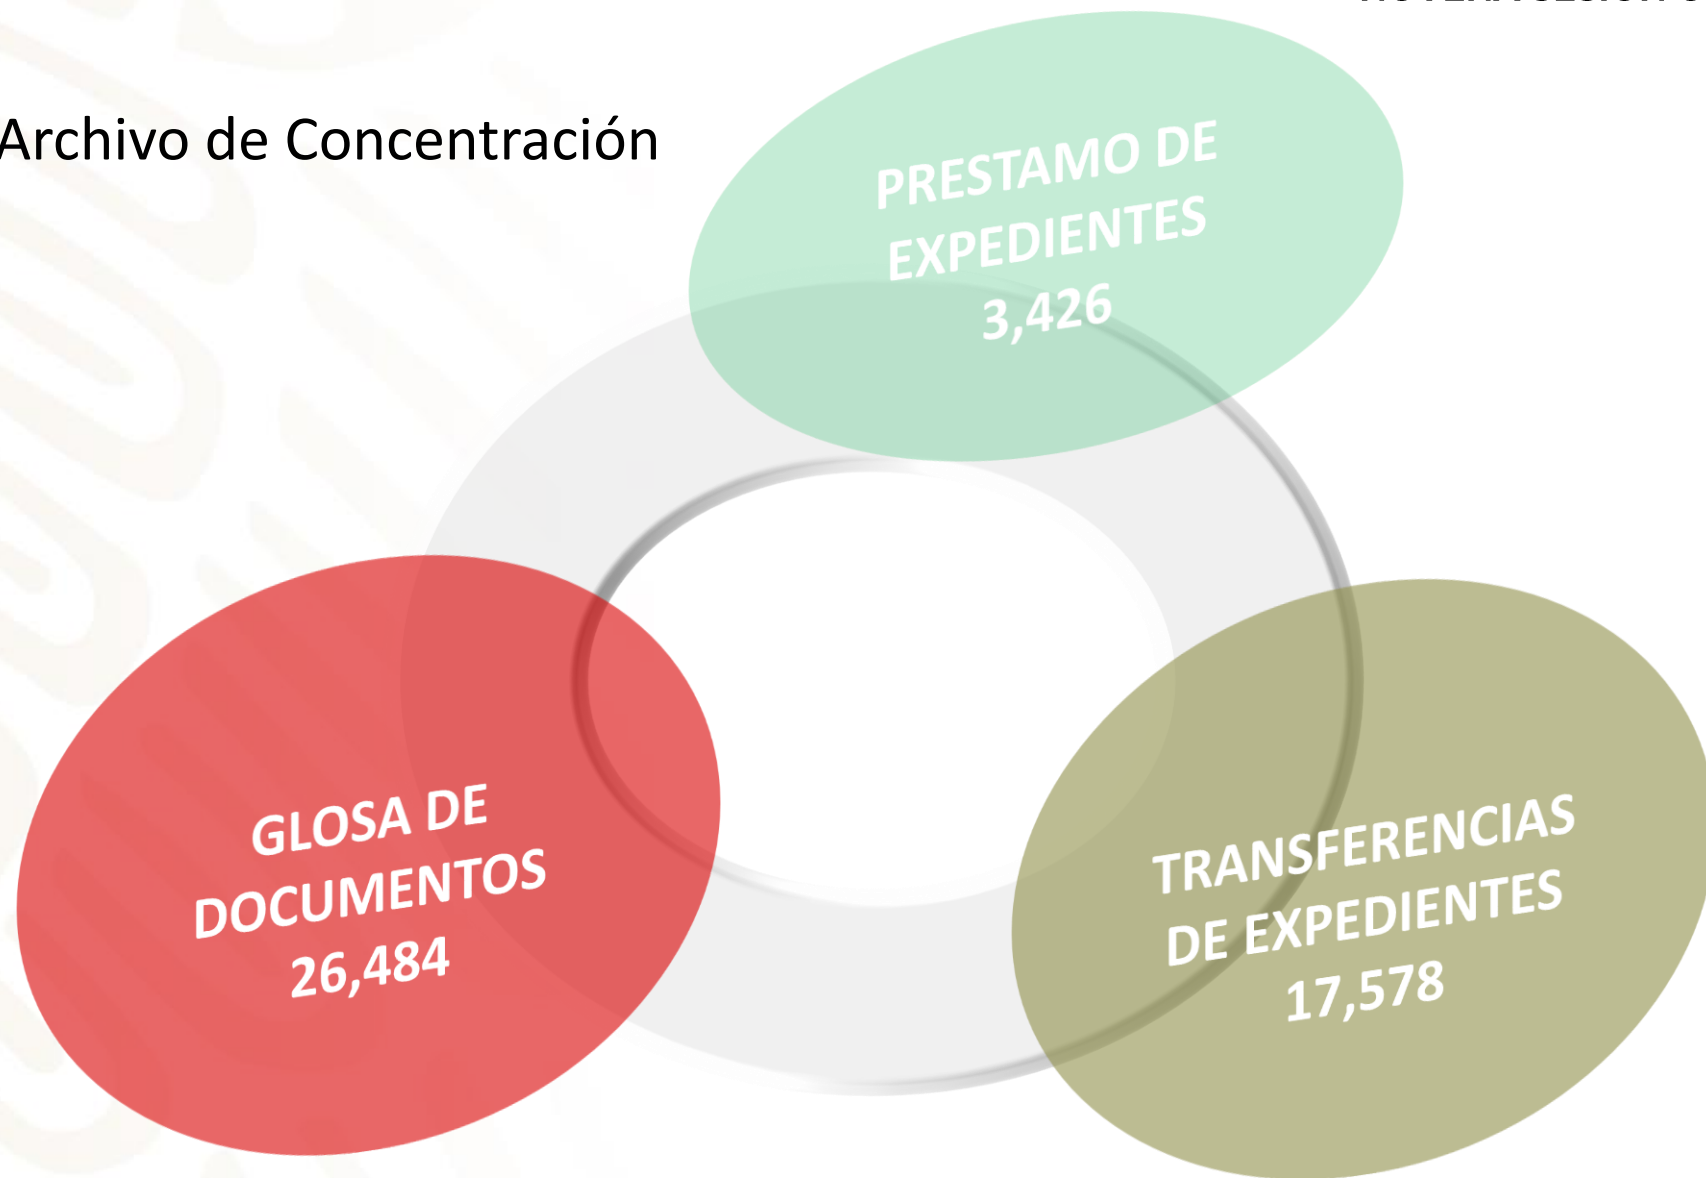 Archivo de Concentración
PRESTAMO DE
EXPEDIENTES
3,426
GLOSA DE
DOCUMENTOS
26,484
TRANSFERENCIAS
DE EXPEDIENTES
17,578